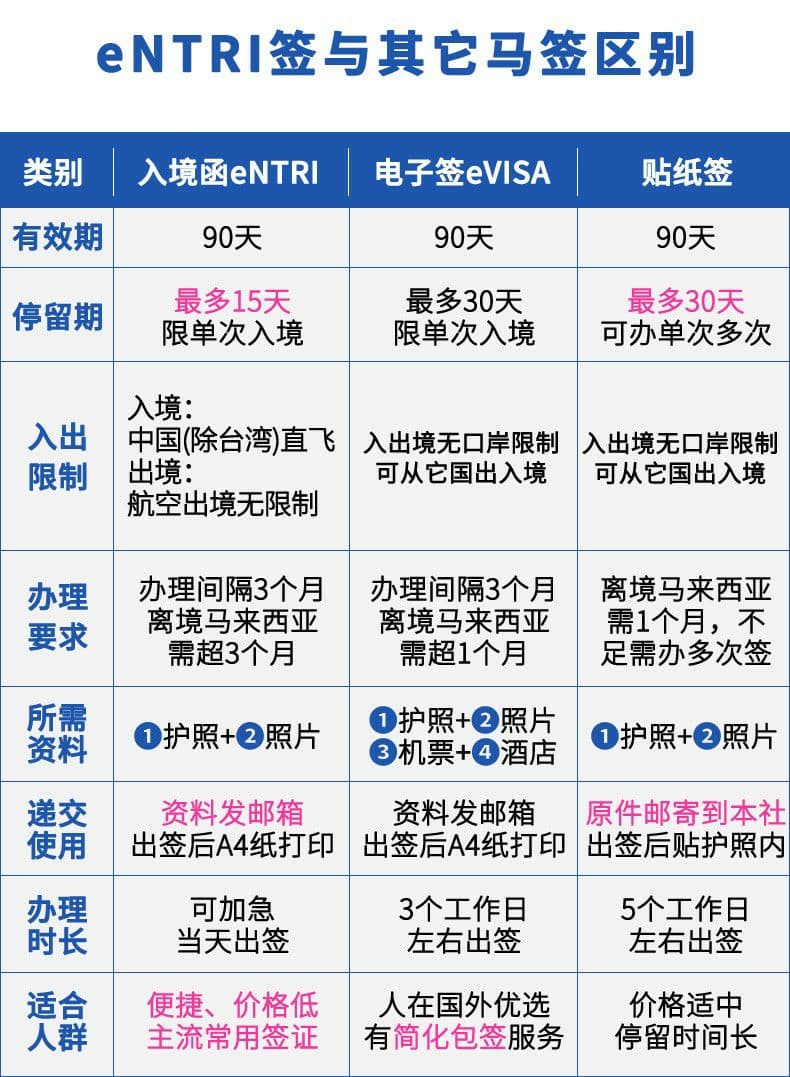 eNTRI签与其它马签区别
类别
入境函eNTRI
电子签eVISA
贴纸签
有效期
90天
90天
90天
停留期
最多15天
限单次入境
最多30天
限单次入境
最多30天
可办单次多次
入出
限制
入境：
中国(除台湾)直飞
出境：
航空出境无限制
入出境无口岸限制
可从它国出入境
入出境无口岸限制
可从它国出入境
办理
要求
办理间隔3个月
离境马来西亚
需超3个月
办理间隔3个月
离境马来西亚
需超1个月
离境马来西亚
需1个月，不
足需办多次签
所需
资料
❶护照+❷照片
❶护照+❷照片
❸机票+❹酒店
❶护照+❷照片
递交
使用
资料发邮箱
出签后A4纸打印
资料发邮箱
出签后A4纸打印
原件邮寄到本社
出签后贴护照内
办理
时长
可加急
当天出签
3个工作日
左右出签
5个工作日
左右出签
适合
人群
便捷、价格低
主流常用签证
人在国外优选
有简化包签服务
价格适中
停留时间长